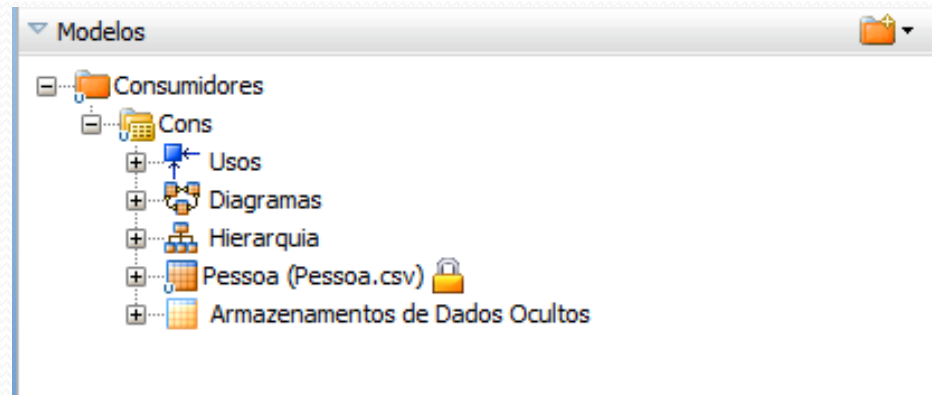 Modelos
Consumidores
Cons
Usos
Diagramas
Hierarquia
Pessoa (Pessoa.csv)
Armazenamentos de Dados Ocultos